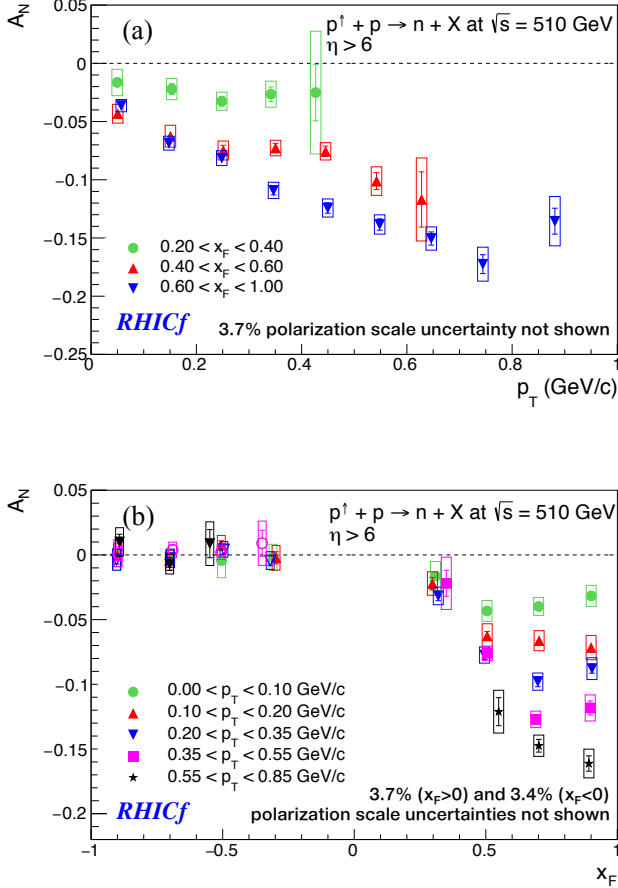 A_N
(a)
p↑ + p → n + X at √s = 510 GeV
η > 6
0.05
0
−0.05
−0.1
−0.15
−0.2
−0.25
0.20 < x_F < 0.40
0.40 < x_F < 0.60
0.60 < x_F < 1.00
RHICf
3.7% polarization scale uncertainty not shown
0 0.2 0.4 0.6 0.8 1
p_T (GeV/c)
A_N
(b)
p↑ + p → n + X at √s = 510 GeV
η > 6
0.05
0
−0.05
−0.1
−0.15
−0.2
0.00 < p_T < 0.10 GeV/c
0.10 < p_T < 0.20 GeV/c
0.20 < p_T < 0.35 GeV/c
0.35 < p_T < 0.55 GeV/c
0.55 < p_T < 0.85 GeV/c
3.7% (x_F>0) and 3.4% (x_F<0)
RHICf
polarization scale uncertainties not shown
−1 −0.5 0 0.5 1
x_F